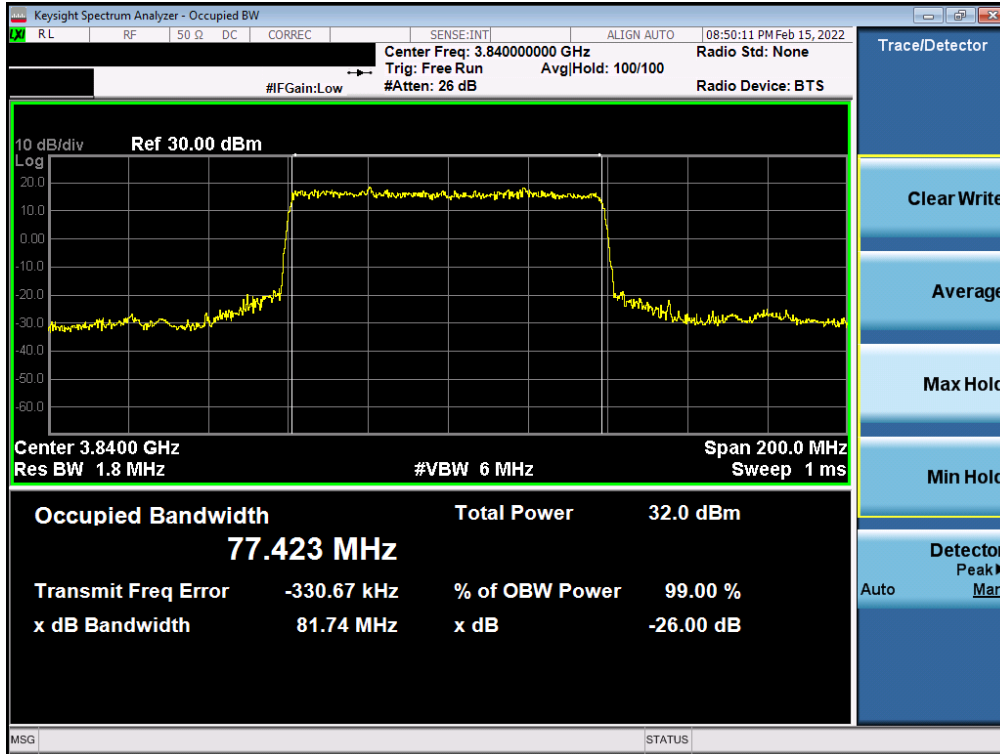 Keysight Spectrum Analyzer - Occupied BW
LXI RL RF 50 Ω DC CORREC SENSE:INT ALIGN AUTO 08:50:11 PM Feb 15, 2022
Center Freq: 3.840000000 GHz Radio Std: None
Trig: Free Run Avg|Hold: 100/100
#IFGain:Low #Atten: 26 dB Radio Device: BTS
Trace/Detector
10 dB/div Ref 30.00 dBm
Log
20.0
10.0
0.00
-10.0
-20.0
-30.0
-40.0
-50.0
-60.0
Center 3.8400 GHz Span 200.0 MHz
Res BW 1.8 MHz #VBW 6 MHz Sweep 1 ms
Occupied Bandwidth Total Power 32.0 dBm
77.423 MHz
Transmit Freq Error -330.67 kHz % of OBW Power 99.00 %
x dB Bandwidth 81.74 MHz x dB -26.00 dB
Clear Write
Average
Max Hold
Min Hold
Detector
Peak
Auto Man
MSG STATUS